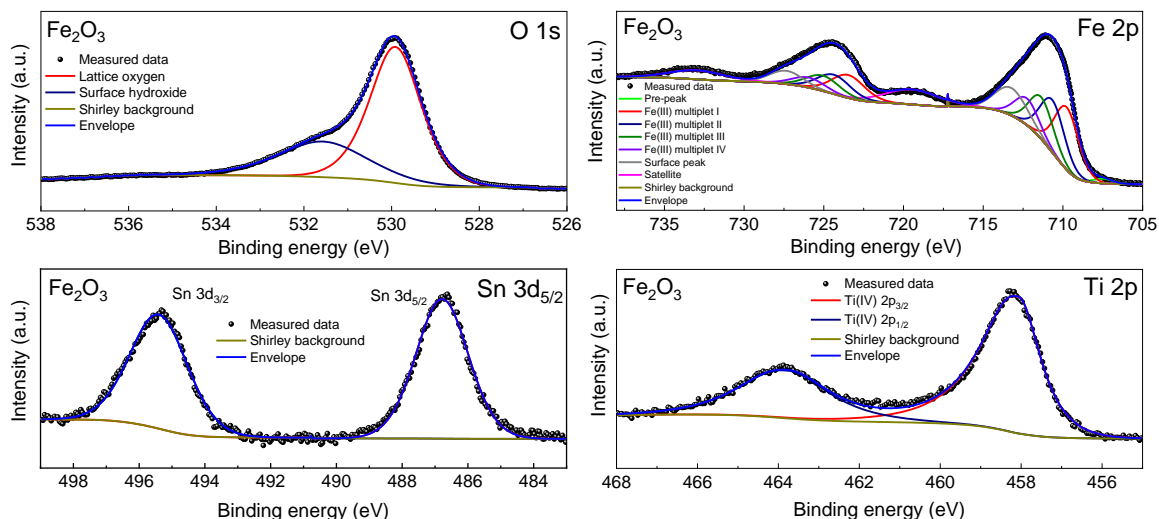 Fe₂O₃
O 1s
Measured data
Lattice oxygen
Surface hydroxide
Shirley background
Envelope
Intensity (a.u.)
538 536 534 532 530 528 526
Binding energy (eV)
Fe₂O₃
Fe 2p
Measured data
Pre-peak
Fe(III) multiplet I
Fe(III) multiplet II
Fe(III) multiplet III
Fe(III) multiplet IV
Surface peak
Satellite
Shirley background
Envelope
Intensity (a.u.)
735 730 725 720 715 710 705
Binding energy (eV)
Fe₂O₃
Sn 3d₃/₂
Sn 3d₅/₂
Sn 3d₅/₂
Measured data
Shirley background
Envelope
Intensity (a.u.)
498 496 494 492 490 488 486 484
Binding energy (eV)
Fe₂O₃
Ti 2p
Measured data
Ti(IV) 2p₃/₂
Ti(IV) 2p₁/₂
Shirley background
Envelope
Intensity (a.u.)
468 466 464 462 460 458 456
Binding energy (eV)